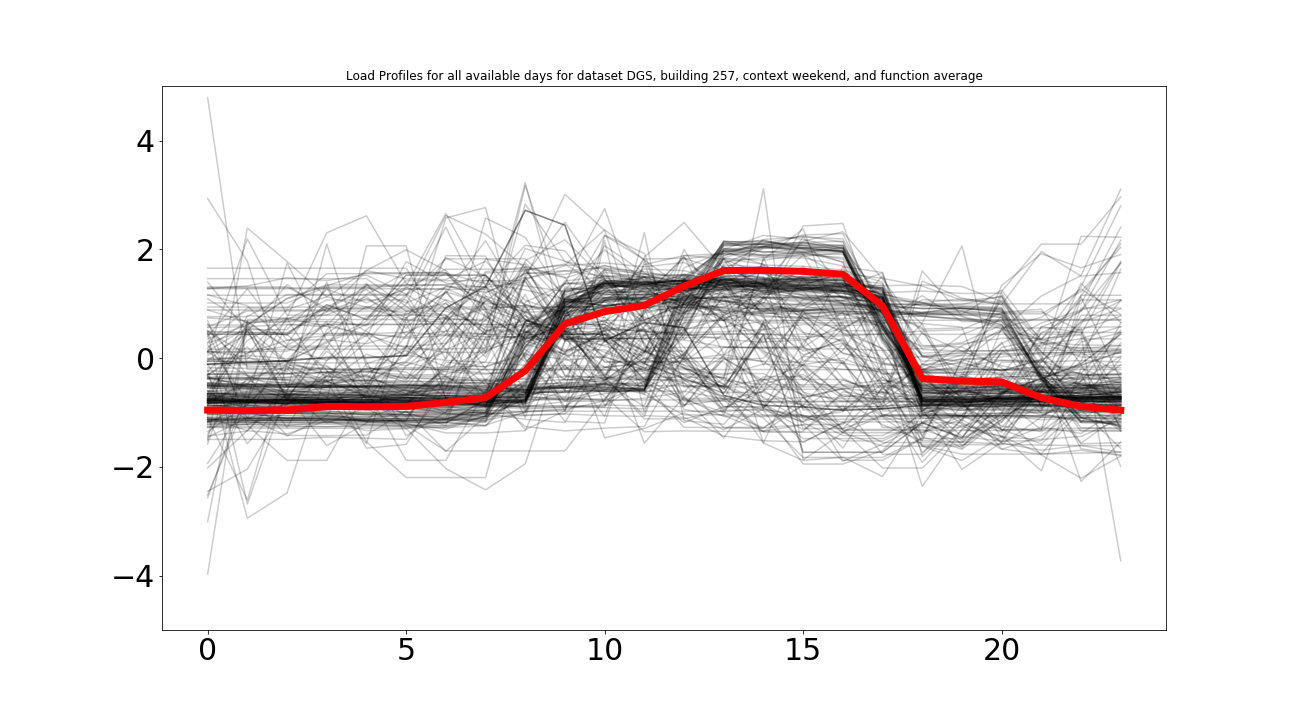 Load Profiles for all available days for dataset DGS, building 257, context weekend, and function average
4
2
0
−2
−4
0 5 10 15 20